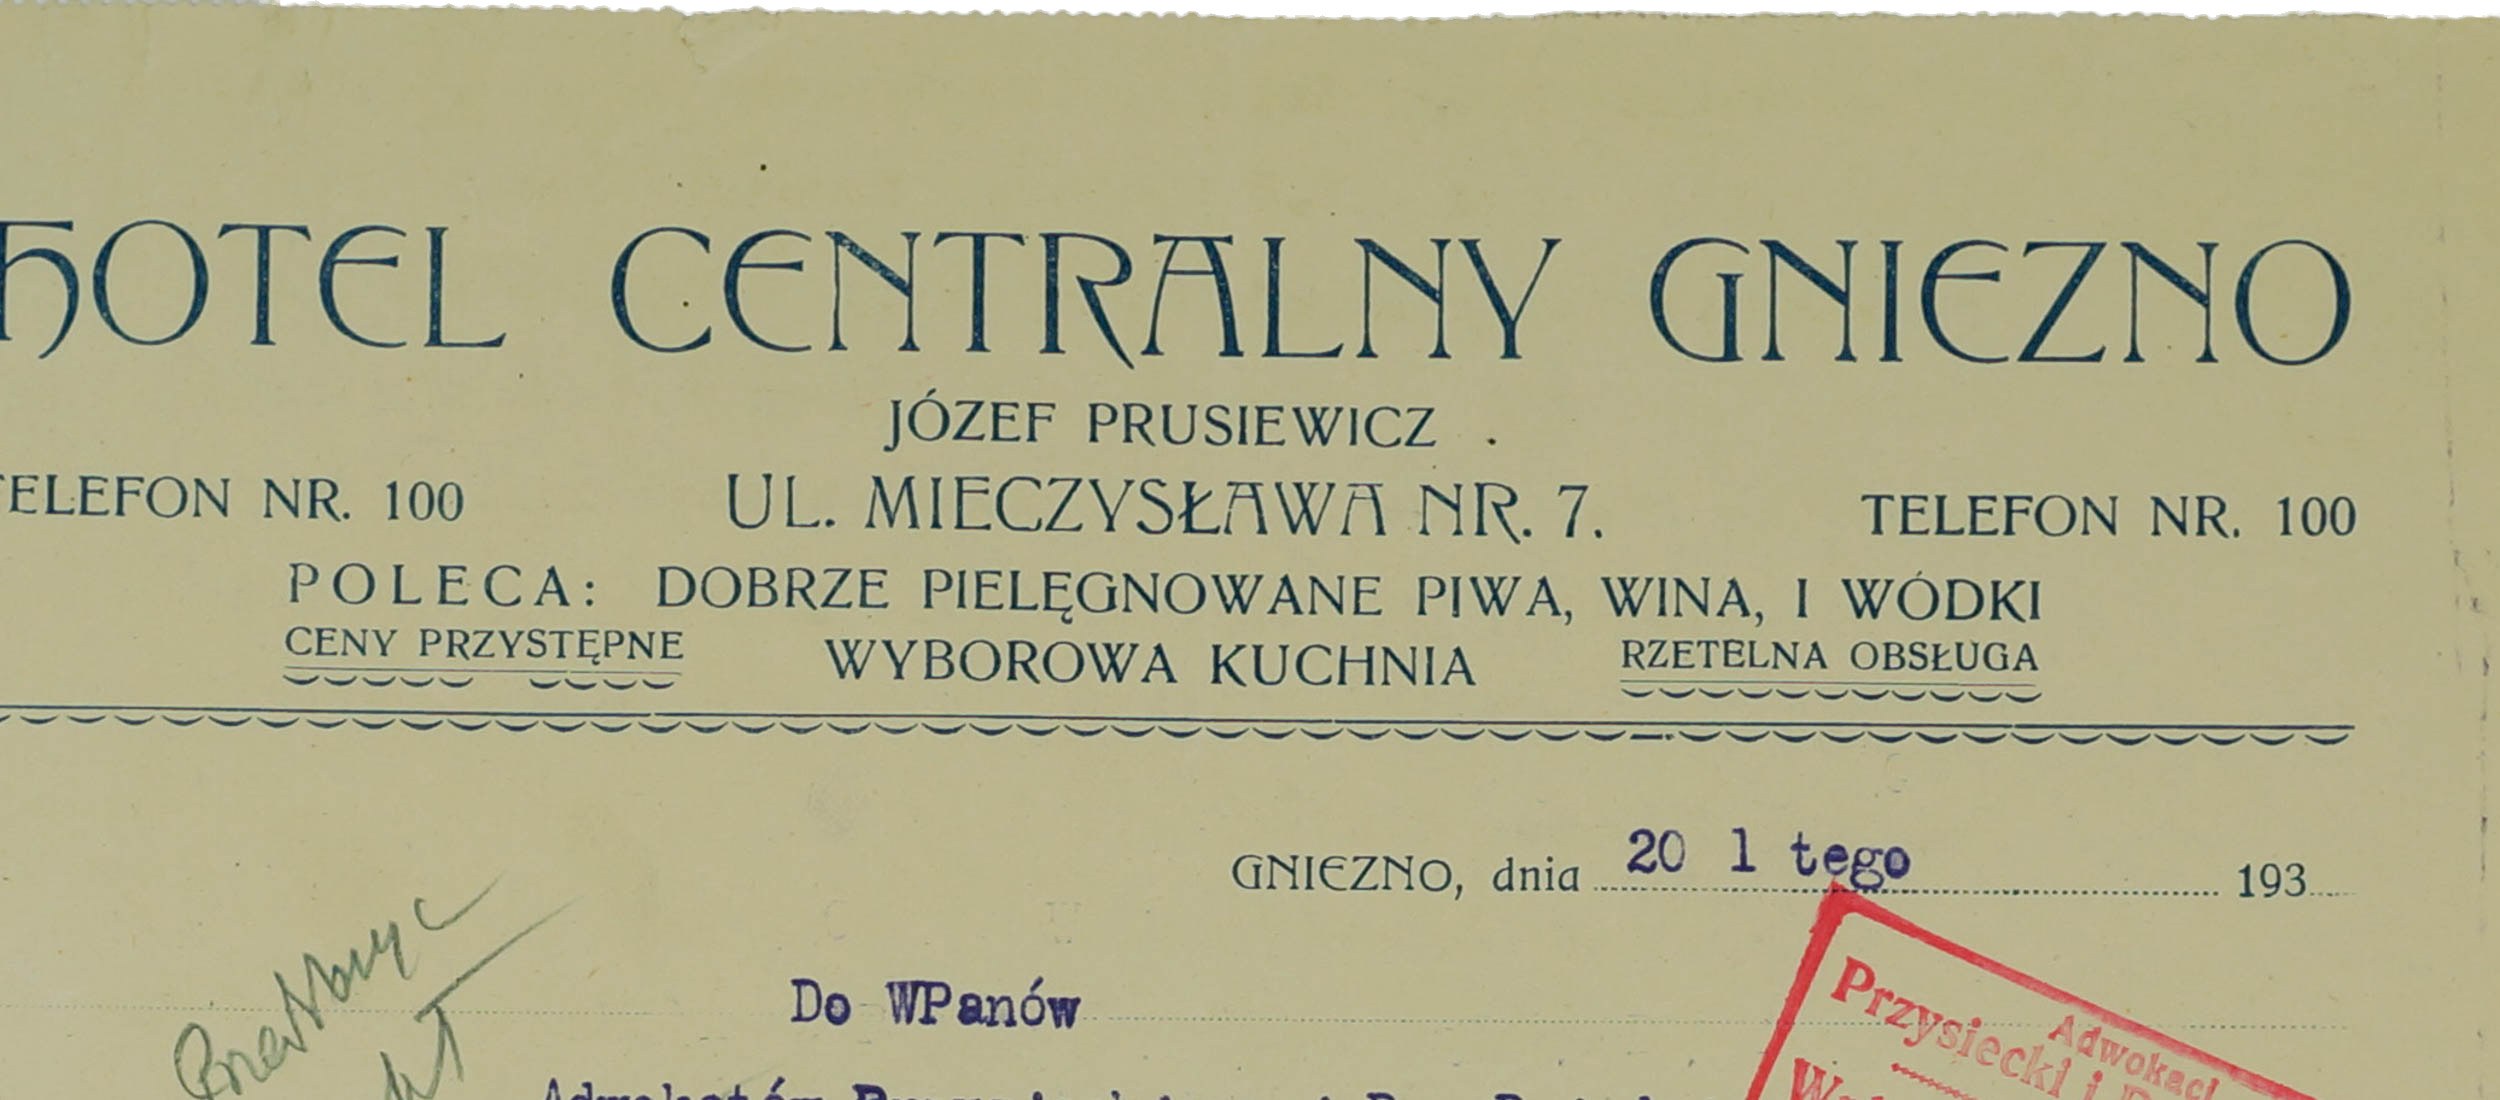 HOTEL CENTRALNY GNIEZNO
JÓZEF PRUSIEWICZ
TELEFON NR. 100 UL. MIECZYSŁAWA NR. 7. TELEFON NR. 100
POLECA: DOBRZE PIELĘGNOWANE PIWA, WINA, I WÓDKI
CENY PRZYSTĘPNE WYBOROWA KUCHNIA RZETELNA OBSŁUGA
GNIEZNO, dnia 20 l tego 193
Do WPanów
Adwokaci
Przysiecki i
Adwokatów